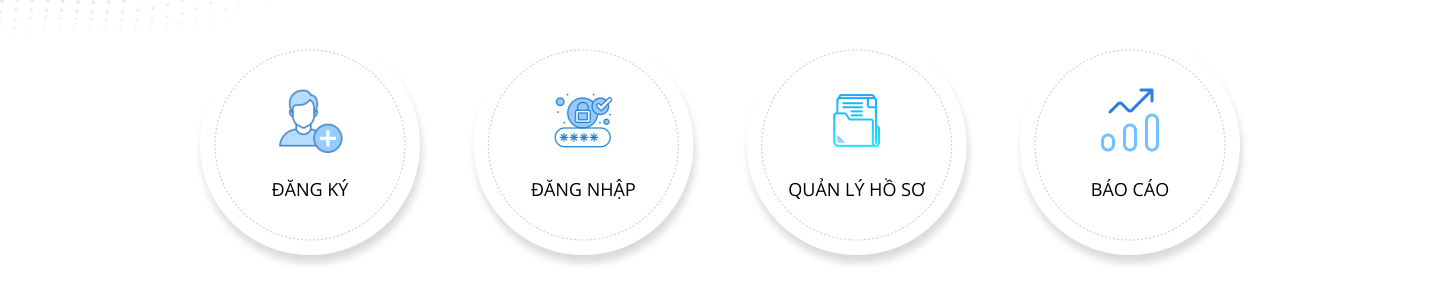 ĐĂNG KÝ
ĐĂNG NHẬP
QUẢN LÝ HỒ SƠ
BÁO CÁO